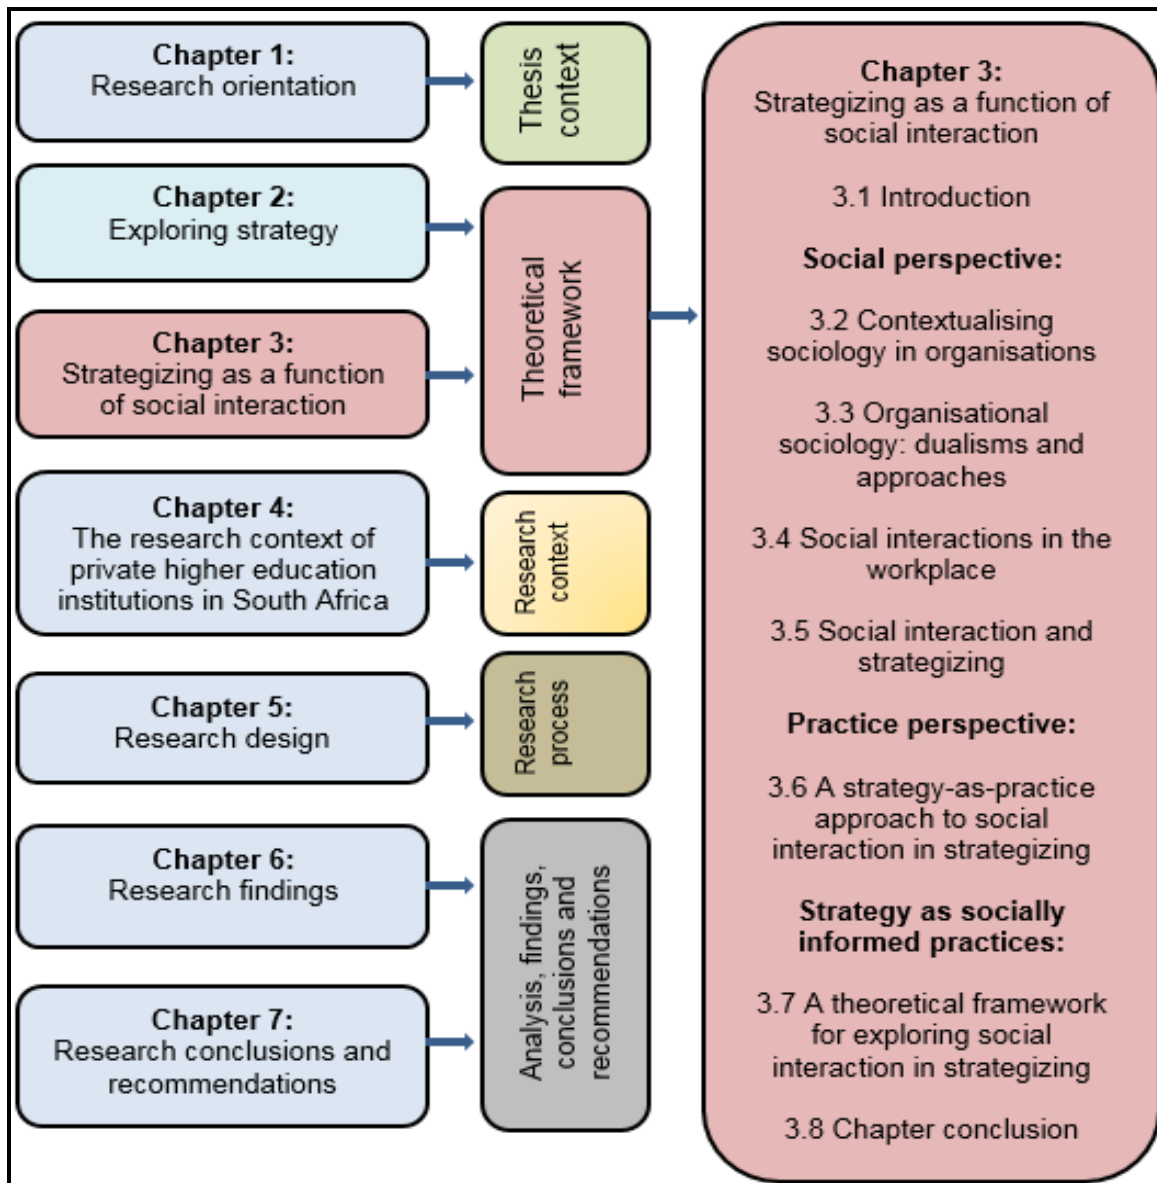 Chapter 1:
Research orientation
Thesis
context
Chapter 2:
Exploring strategy
Chapter 3:
Strategizing as a function
of social interaction
Theoretical
framework
Chapter 4:
The research context of
private higher education
institutions in South Africa
Research
context
Chapter 5:
Research design
Research
process
Chapter 6:
Research findings
Chapter 7:
Research conclusions and
recommendations
Analysis, findings,
conclusions and
recommendations
Chapter 3:
Strategizing as a function of
social interaction
3.1 Introduction
Social perspective:
3.2 Contextualising
sociology in organisations
3.3 Organisational
sociology: dualisms and
approaches
3.4 Social interactions in the
workplace
3.5 Social interaction and
strategizing
Practice perspective:
3.6 A strategy-as-practice
approach to social
interaction in strategizing
Strategy as socially
informed practices:
3.7 A theoretical framework
for exploring social
interaction in strategizing
3.8 Chapter conclusion